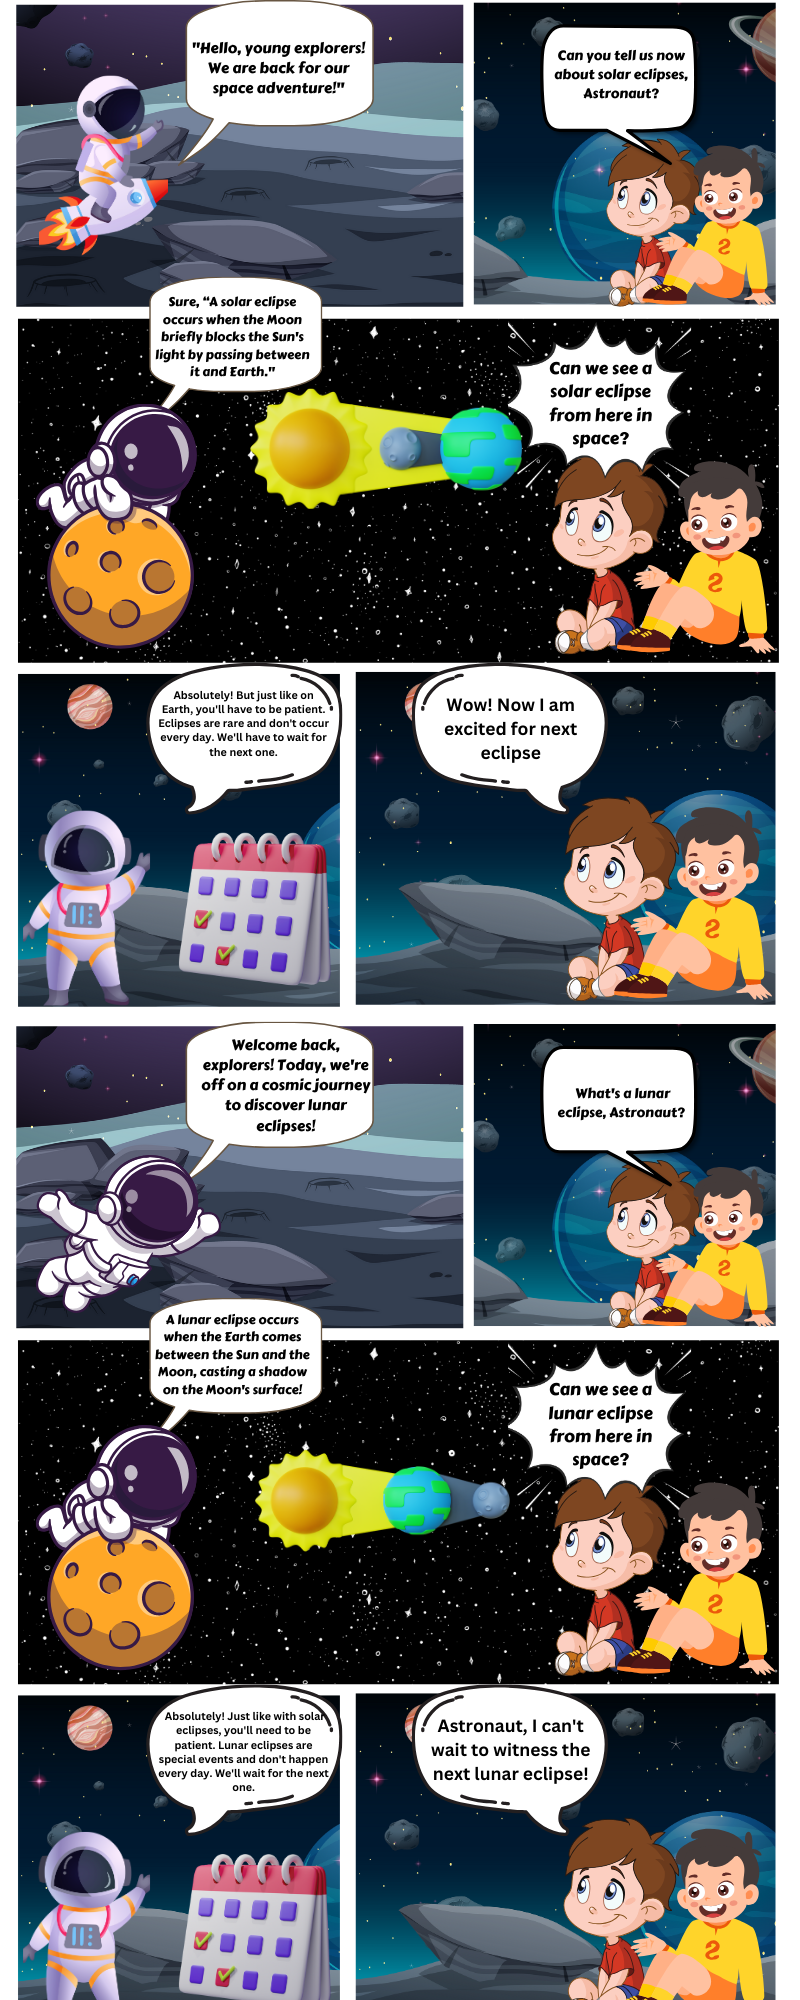 "Hello, young explorers!
We are back for our
space adventure!"
Can you tell us now
about solar eclipses,
Astronaut?
Sure, “A solar eclipse
occurs when the Moon
briefly blocks the Sun's
light by passing between
it and Earth."
Can we see a
solar eclipse
from here in
space?
Absolutely! But just like on
Earth, you'll have to be patient.
Eclipses are rare and don't occur
every day. We'll have to wait for
the next one.
Wow! Now I am
excited for next
eclipse
Welcome back,
explorers! Today, we're
off on a cosmic journey
to discover lunar
eclipses!
What's a lunar
eclipse, Astronaut?
A lunar eclipse occurs
when the Earth comes
between the Sun and the
Moon, casting a shadow
on the Moon's surface!
Can we see a
lunar eclipse
from here in
space?
Absolutely! Just like with solar
eclipses, you'll need to be
patient. Lunar eclipses are
special events and don't happen
every day. We'll wait for the next
one.
Astronaut, I can't
wait to witness the
next lunar eclipse!